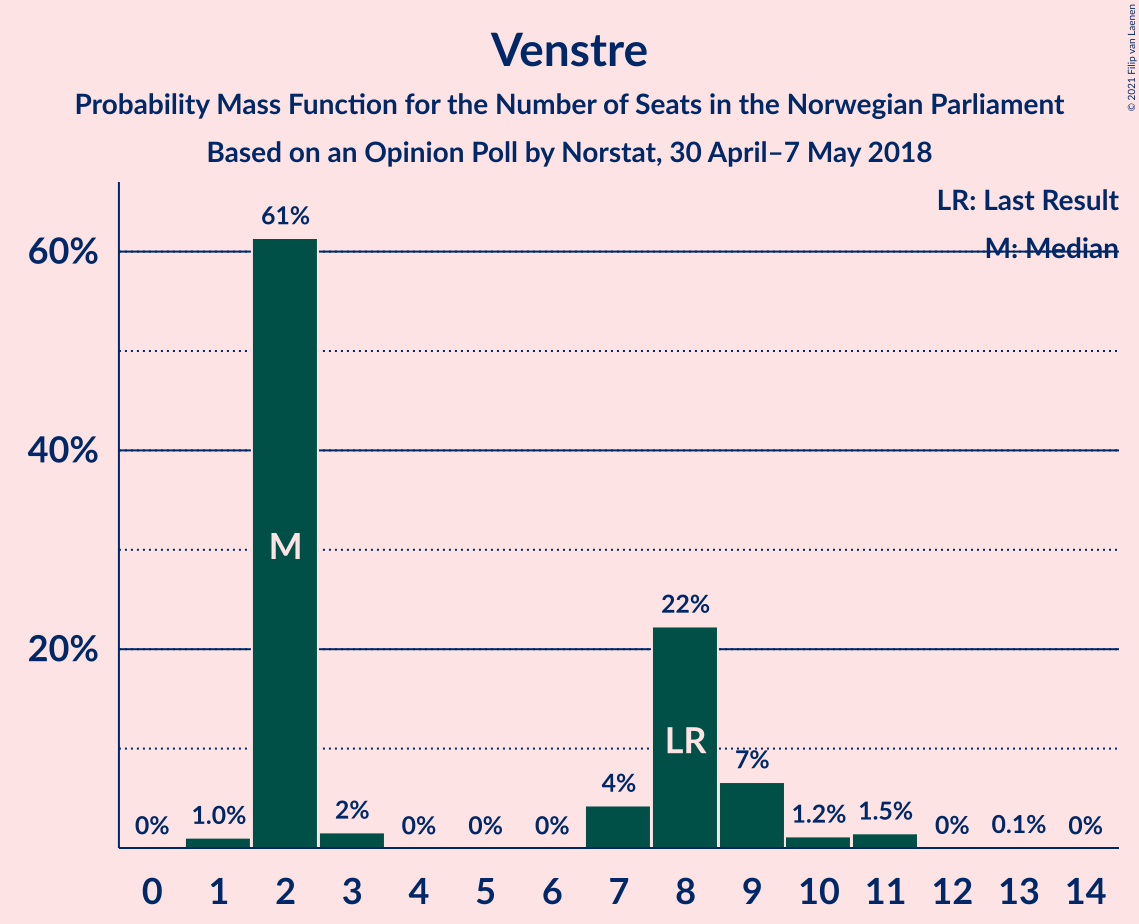 Venstre
Probability Mass Function for the Number of Seats in the Norwegian Parliament
Based on an Opinion Poll by Norstat, 30 April–7 May 2018
© 2021 Filip van Laenen
LR: Last Result
M: Median
60%
40%
20%
0%
1.0%
61%
2%
0%
0%
0%
4%
22%
7%
1.2%
1.5%
0%
0.1%
0%
M
LR
0 1 2 3 4 5 6 7 8 9 10 11 12 13 14